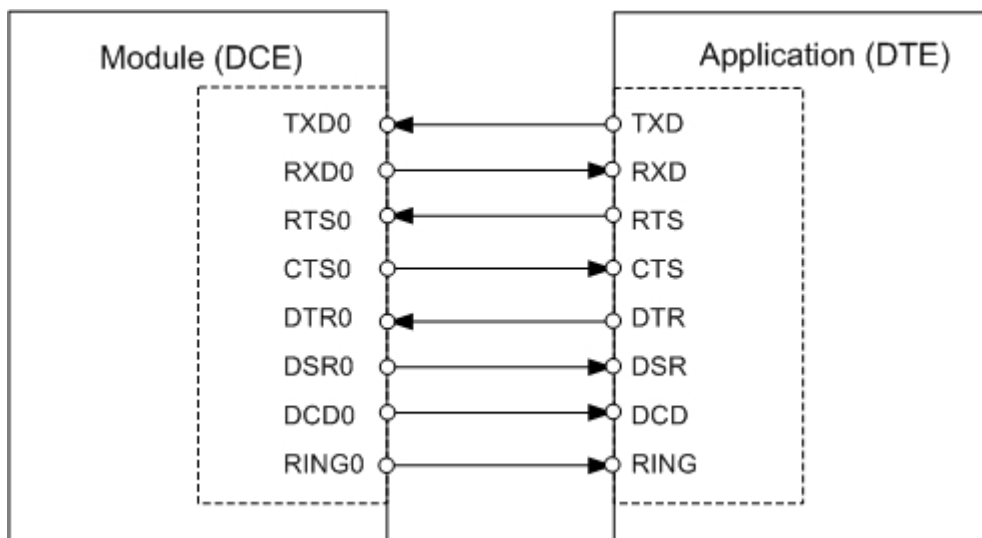 Module (DCE)
Application (DTE)
TXD0
TXD
RXD0
RXD
RTS0
RTS
CTS0
CTS
DTR0
DTR
DSR0
DSR
DCD0
DCD
RING0
RING